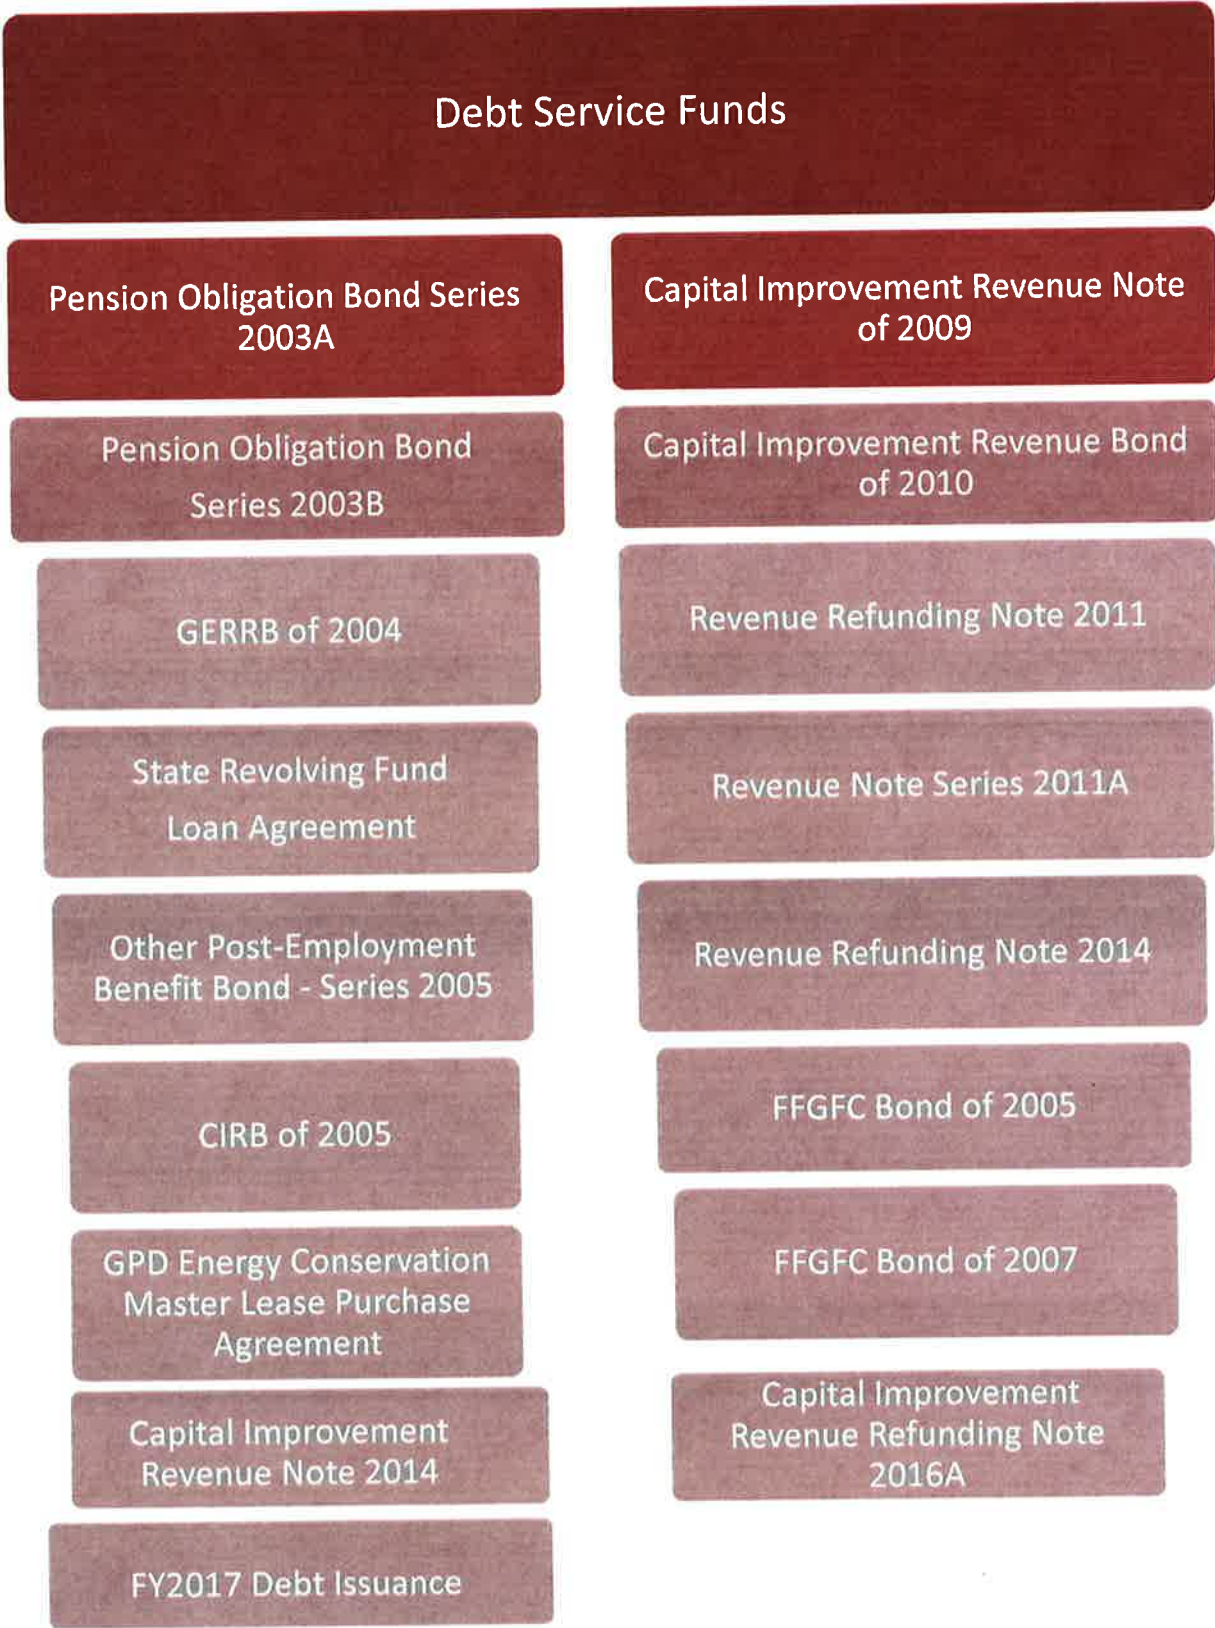 Debt Service Funds
Pension Obligation Bond Series
2003A
Pension Obligation Bond
Series 2003B
GERRB of 2004
State Revolving Fund
Loan Agreement
Other Post-Employment
Benefit Bond - Series 2005
CIRB of 2005
GPD Energy Conservation
Master Lease Purchase
Agreement
Capital Improvement
Revenue Note 2014
FY2017 Debt Issuance
Capital Improvement Revenue Note
of 2009
Capital Improvement Revenue Bond
of 2010
Revenue Refunding Note 2011
Revenue Note Series 2011A
Revenue Refunding Note 2014
FFGFC Bond of 2005
FFGFC Bond of 2007
Capital Improvement
Revenue Refunding Note
2016A